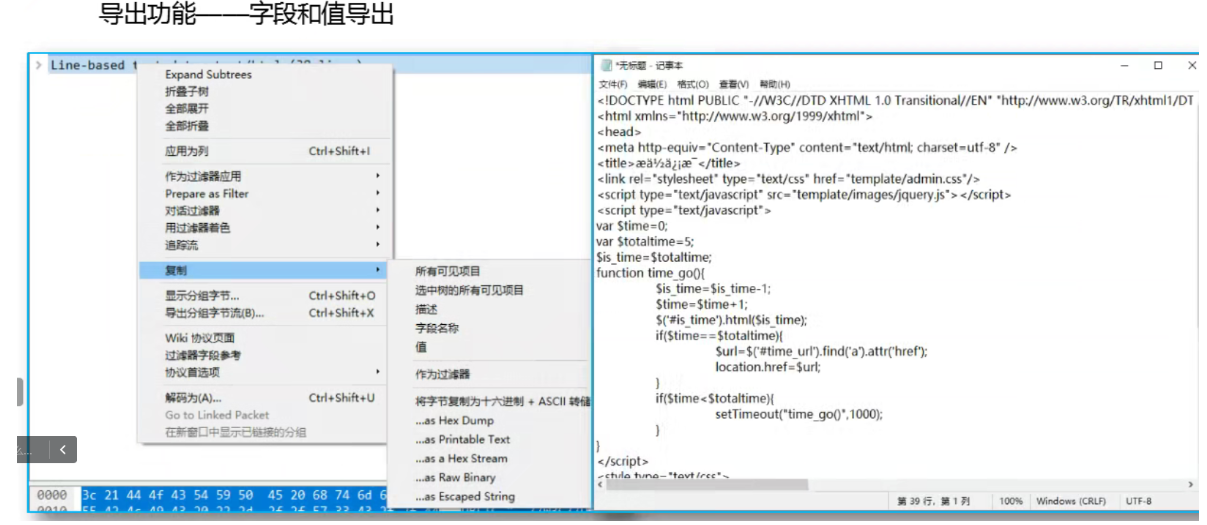 导出功能——字段和值导出
Line-based
Expand Subtrees
折叠子树
全部展开
全部折叠
应用为列 Ctrl+Shift+I
作为过滤器应用
Prepare as Filter
对话过滤器
用过滤器着色
追踪流
复制
显示分组字节... Ctrl+Shift+O
导出分组字节流(B)... Ctrl+Shift+X
Wiki 协议页面
过滤器字段参考
协议首选项
解码为(A)... Ctrl+Shift+U
Go to Linked Packet
在新窗口中显示已链接的分组
所有可见项目
选中树的所有可见项目
描述
字段名称
值
作为过滤器
将字节复制为十六进制 + ASCII 转储
...as Hex Dump
...as Printable Text
...as a Hex Stream
...as Raw Binary
...as Escaped String
0000 3c 21 44 4f 43 54 59 50 45 20 68 74 6d 6
0010 55 42 4c 49 43 20 22 2d 2f 2f 57 33 43 2
*无标题 - 记事本
文件(F) 编辑(E) 格式(O) 查看(V) 帮助(H)
<!DOCTYPE html PUBLIC "-//W3C//DTD XHTML 1.0 Transitional//EN" "http://www.w3.org/TR/xhtml1/DT
<html xmlns="http://www.w3.org/1999/xhtml">
<head>
<meta http-equiv="Content-Type" content="text/html; charset=utf-8" />
<title></title>
<link rel="stylesheet" type="text/css" href="template/admin.css"/>
<script type="text/javascript" src="template/images/jquery.js"></script>
<script type="text/javascript">
var $time=0;
var $totaltime=5;
$is_time=$totaltime;
function time_go(){
$is_time=$is_time-1;
$time=$time+1;
$('#is_time').html($is_time);
if($time==$totaltime){
$url=$('#time_url').find('a').attr('href');
location.href=$url;
}
if($time<$totaltime){
setTimeout("time_go()",1000);
}
}
</script>
<style type="text/css">
第 39 行，第 1 列 100% Windows (CRLF) UTF-8